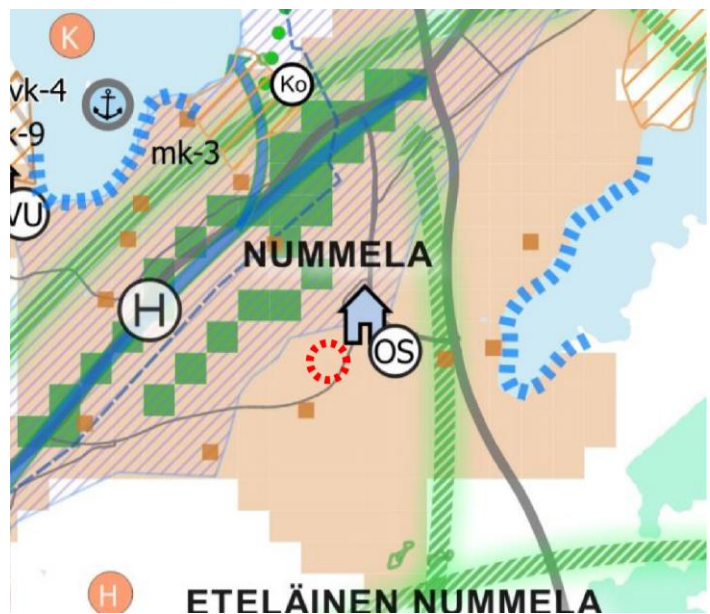 K
Ko
vk-4
k-9
mk-3
VU
NUMMELA
H
OS
H
ETELÄINEN NUMMELA